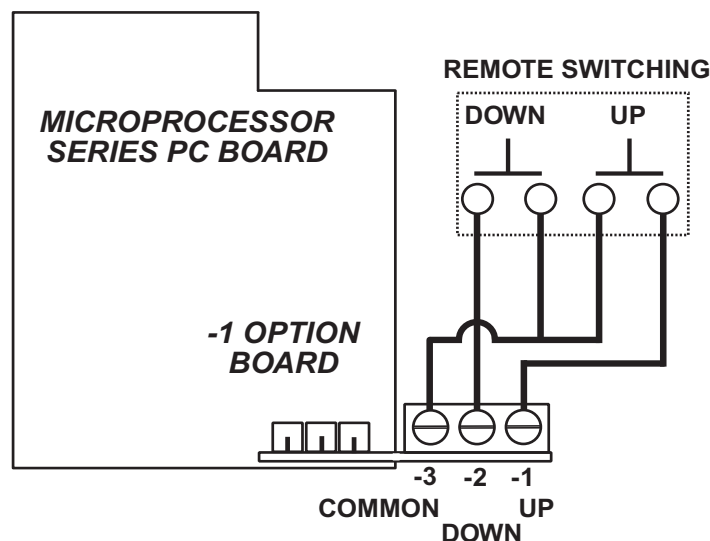 REMOTE SWITCHING
DOWN UP
MICROPROCESSOR
SERIES PC BOARD
-1 OPTION
BOARD
-3 -2 -1
COMMON UP
DOWN